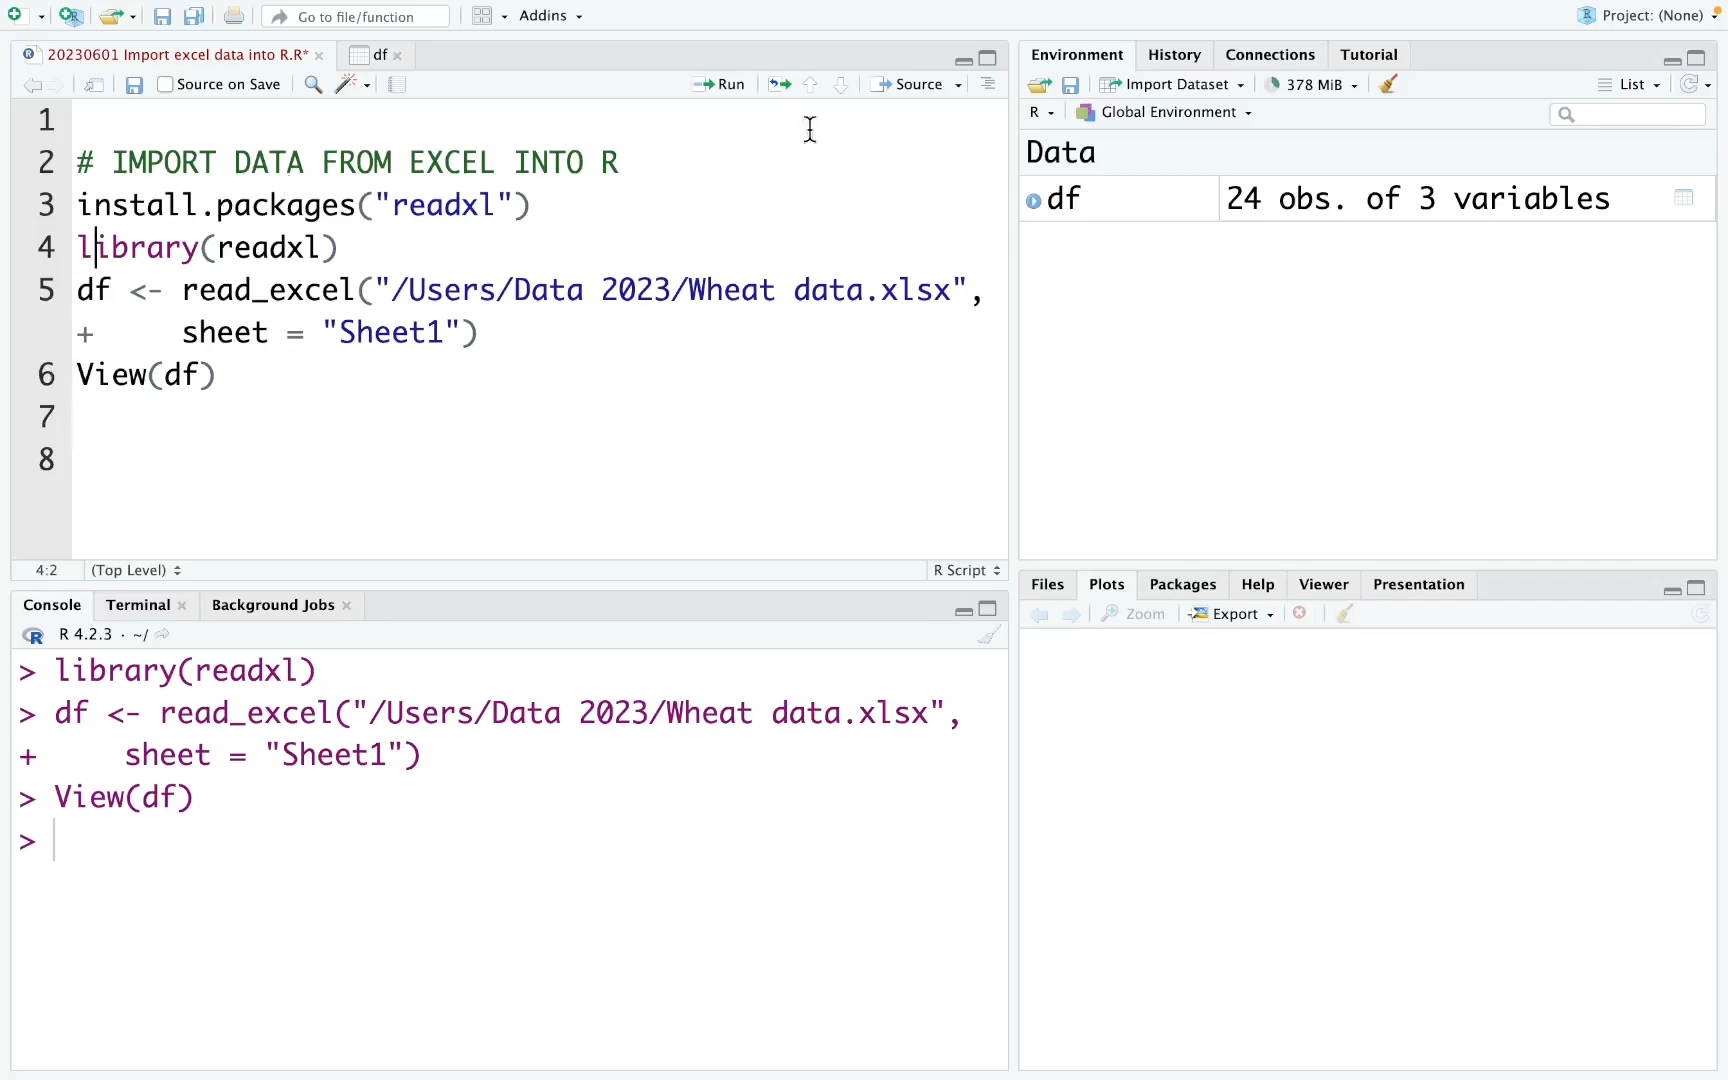 Go to file/function
Addins
Project: (None)
20230601 Import excel data into R.R*
df
Source on Save
Run
Source
1
2 # IMPORT DATA FROM EXCEL INTO R
3 install.packages("readxl")
4 library(readxl)
5 df <- read_excel("/Users/Data 2023/Wheat data.xlsx",
+ sheet = "Sheet1")
6 View(df)
7
8
4:2 (Top Level) R Script
Console Terminal Background Jobs
R 4.2.3 · ~/
> library(readxl)
> df <- read_excel("/Users/Data 2023/Wheat data.xlsx",
+ sheet = "Sheet1")
> View(df)
>
Environment History Connections Tutorial
Import Dataset 378 MiB List
R Global Environment
Data
df 24 obs. of 3 variables
Files Plots Packages Help Viewer Presentation
Zoom Export